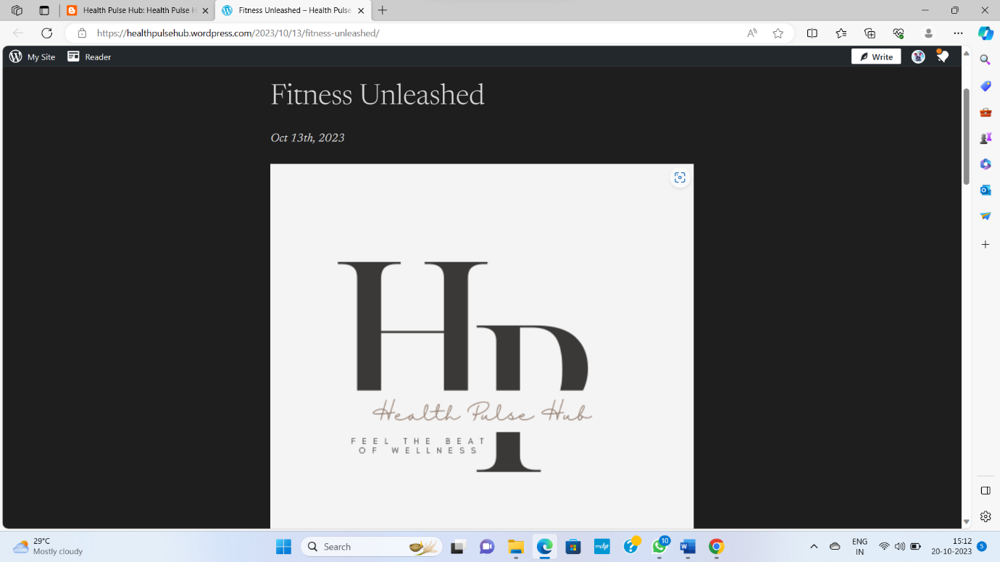 Health Pulse Hub: Health Pulse H
Fitness Unleashed – Health Pulse
https://healthpulsehub.wordpress.com/2023/10/13/fitness-unleashed/
My Site
Reader
Write
Fitness Unleashed
Oct 13th, 2023
HP
Health Pulse Hub
FEEL THE BEAT
OF WELLNESS
29°C
Mostly cloudy
Search
myhp
10
W
ENG
IN
15:12
20-10-2023
5